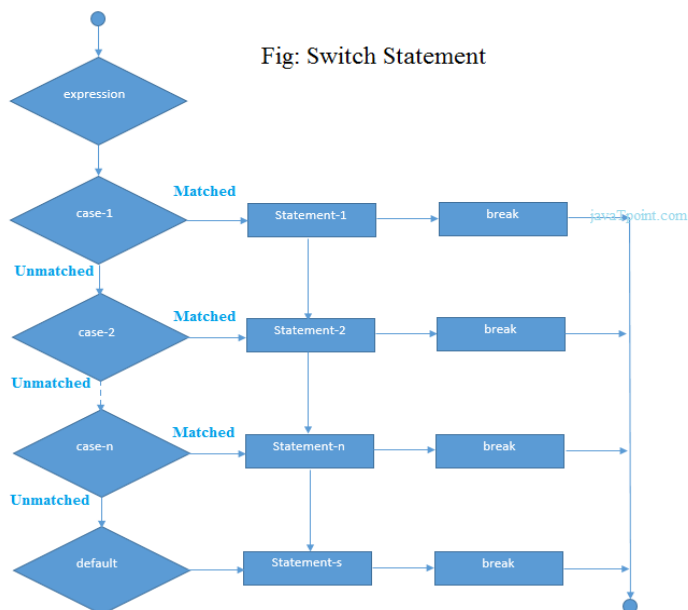 Fig: Switch Statement
expression
Matched
case-1
Statement-1
break
javaTpoint.com
Unmatched
Matched
case-2
Statement-2
break
Unmatched
Matched
case-n
Statement-n
break
Unmatched
default
Statement-s
break